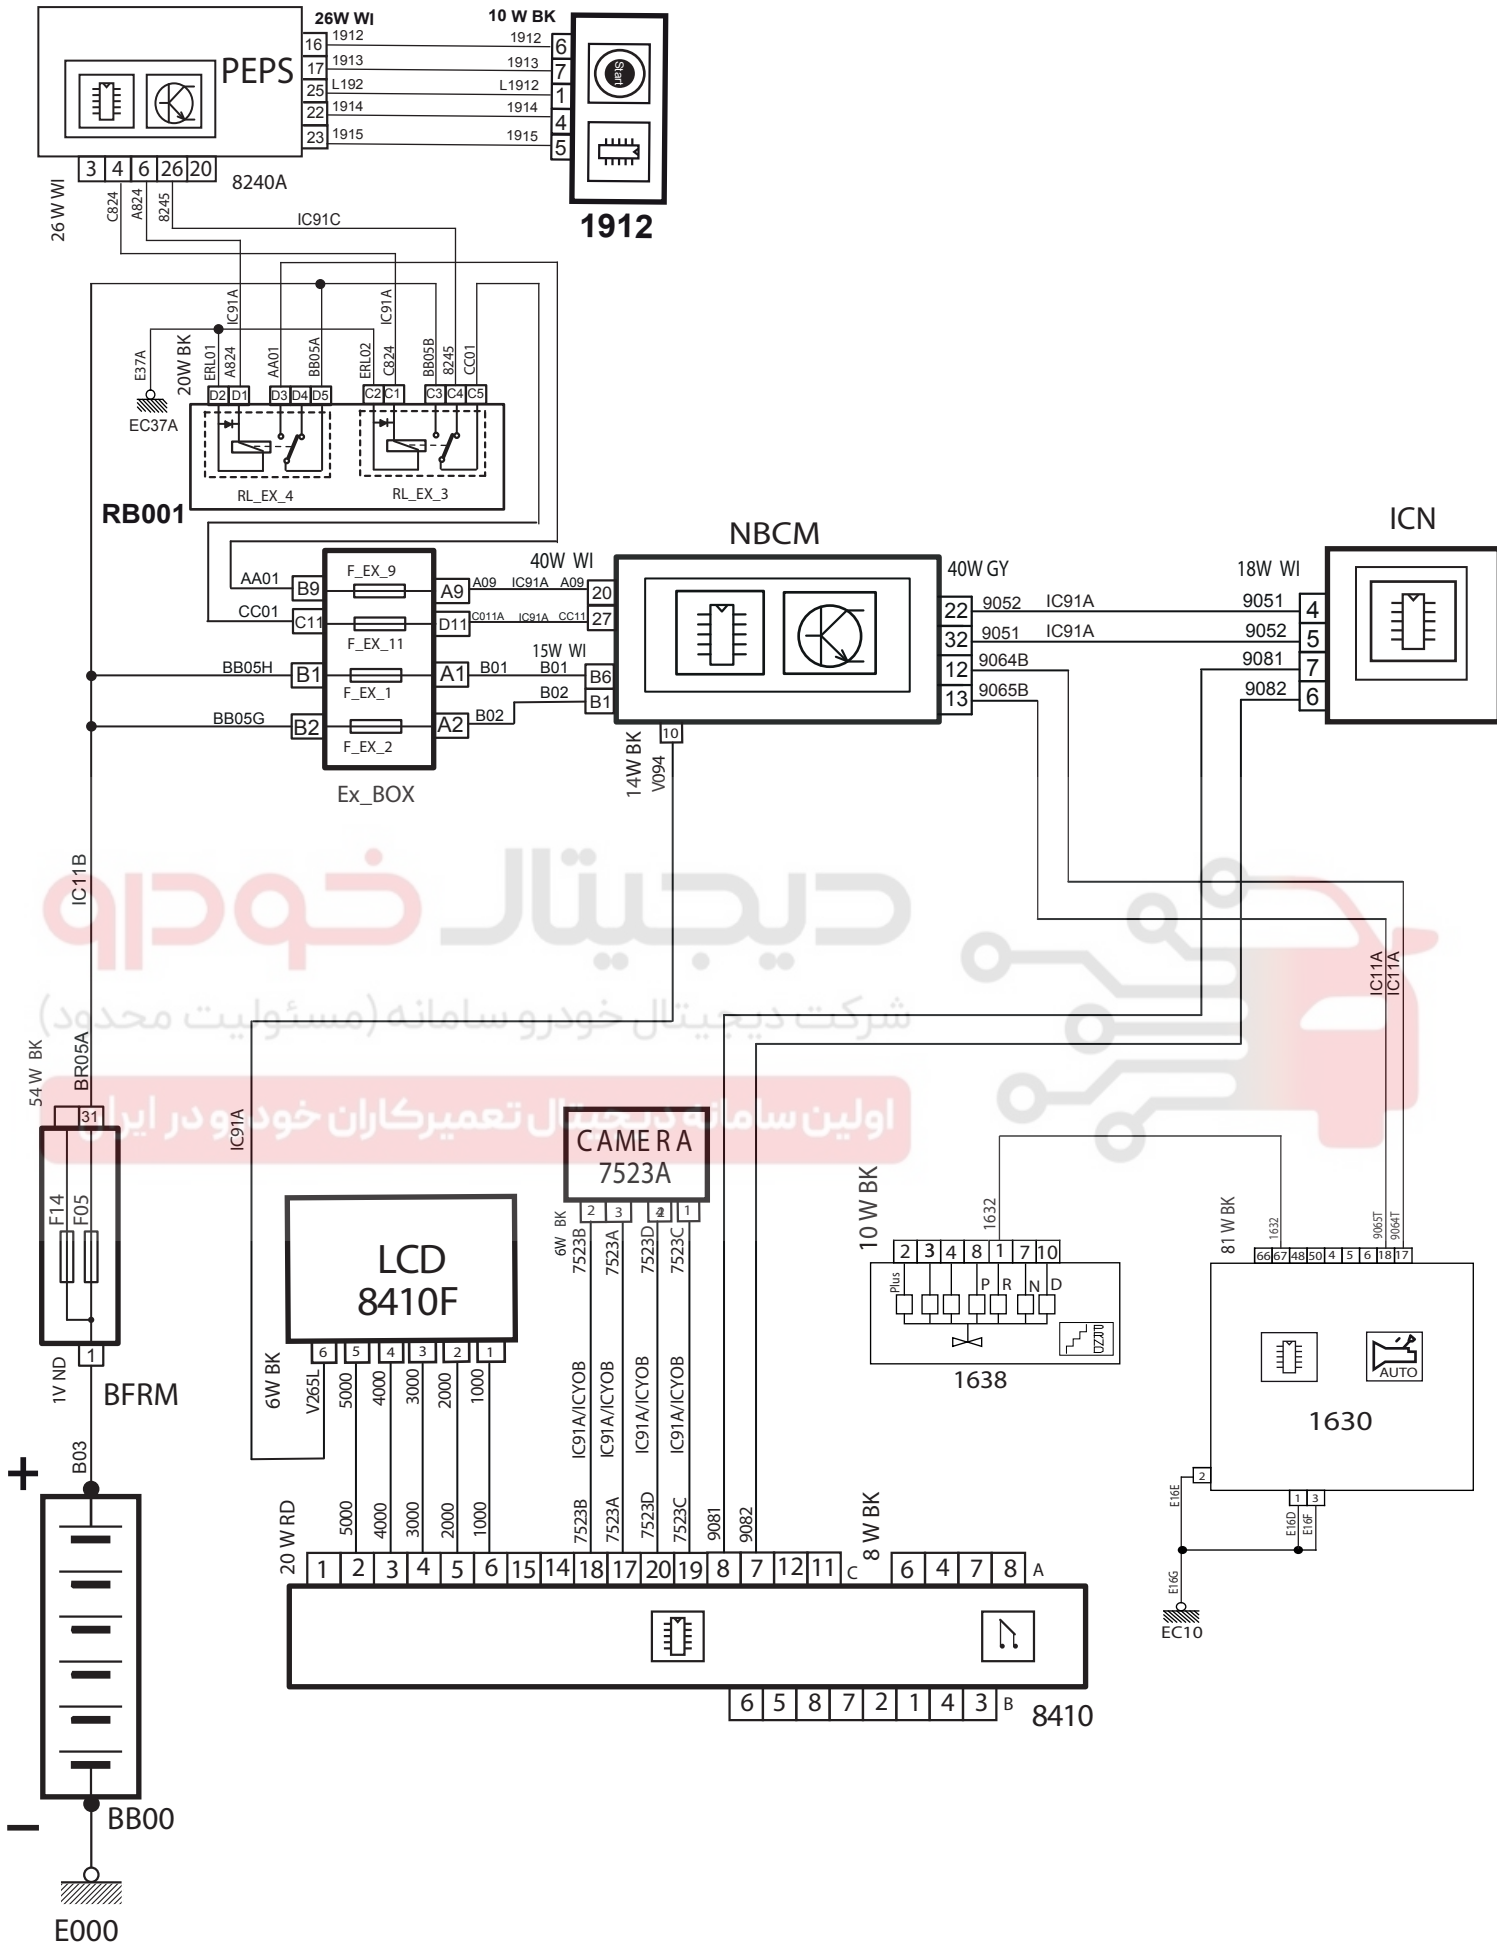 26W WI
10 W BK
PEPS
16
1912
1912
6
17
1913
1913
7
25
L192
L1912
1
22
1914
1914
4
23
1915
1915
5
Start
1912
3 4 6 26 20
8240A
26 W WI
C824
A824
8245
IC91C
IC91A
IC91A
E37A
EC37A
20W BK
ERL01
A824
AA01
BB05A
ERL02
C824
BB05B
8245
CC01
D2 D1 D3 D4 D5 C2 C1 C3 C4 C5
RL_EX_4
RL_EX_3
RB001
NBCM
ICN
40W WI
40W GY
18W WI
AA01
B9
F_EX_9
A9
A09
IC91A
A09
20
CC01
C11
F_EX_11
D11
C011A
IC91A
CC11
27
15W WI
BB05H
B1
F_EX_1
A1
B01
B01
B6
BB05G
B2
F_EX_2
A2
B02
B02
B1
Ex_BOX
22
9052
IC91A
9051
4
32
9051
IC91A
9052
5
12
9064B
9081
7
13
9065B
9082
6
10
14W BK
V094
IC11B
دیجیتال خودرو
شرکت دیجیتال خودرو سامانه (مسئولیت محدود)
اولین سامانه دیجیتال تعمیرکاران خودرو در ایران
IC11A
IC11A
54 W BK
BR05A
31
F14
F05
1
1V ND
BFRM
B03
+
BB00
–
E000
IC91A
CAMERA
7523A
2 3 4 1
6W BK
7523B
7523A
7523D
7523C
LCD
8410F
6 5 4 3 2 1
6W BK
V265L
5000
4000
3000
2000
1000
IC91A/ICYOB
IC91A/ICYOB
IC91A/ICYOB
IC91A/ICYOB
20 W RD
5000
4000
3000
2000
1000
7523B
7523A
7523D
7523C
9081
9082
8 W BK
1 2 3 4 5 6 15 14 18 17 20 19 8 7 12 11 C
6 4 7 8 A
6 5 8 7 2 1 4 3 B
8410
10 W BK
1632
2 3 4 8 1 7 10
Plus
P R N D
PRND
1638
81 W BK
1632
9065T
9064T
66 67 48 50 4 5 6 18 17
AUTO
1630
2
1 3
E16E
E16D
E16F
E16G
EC10